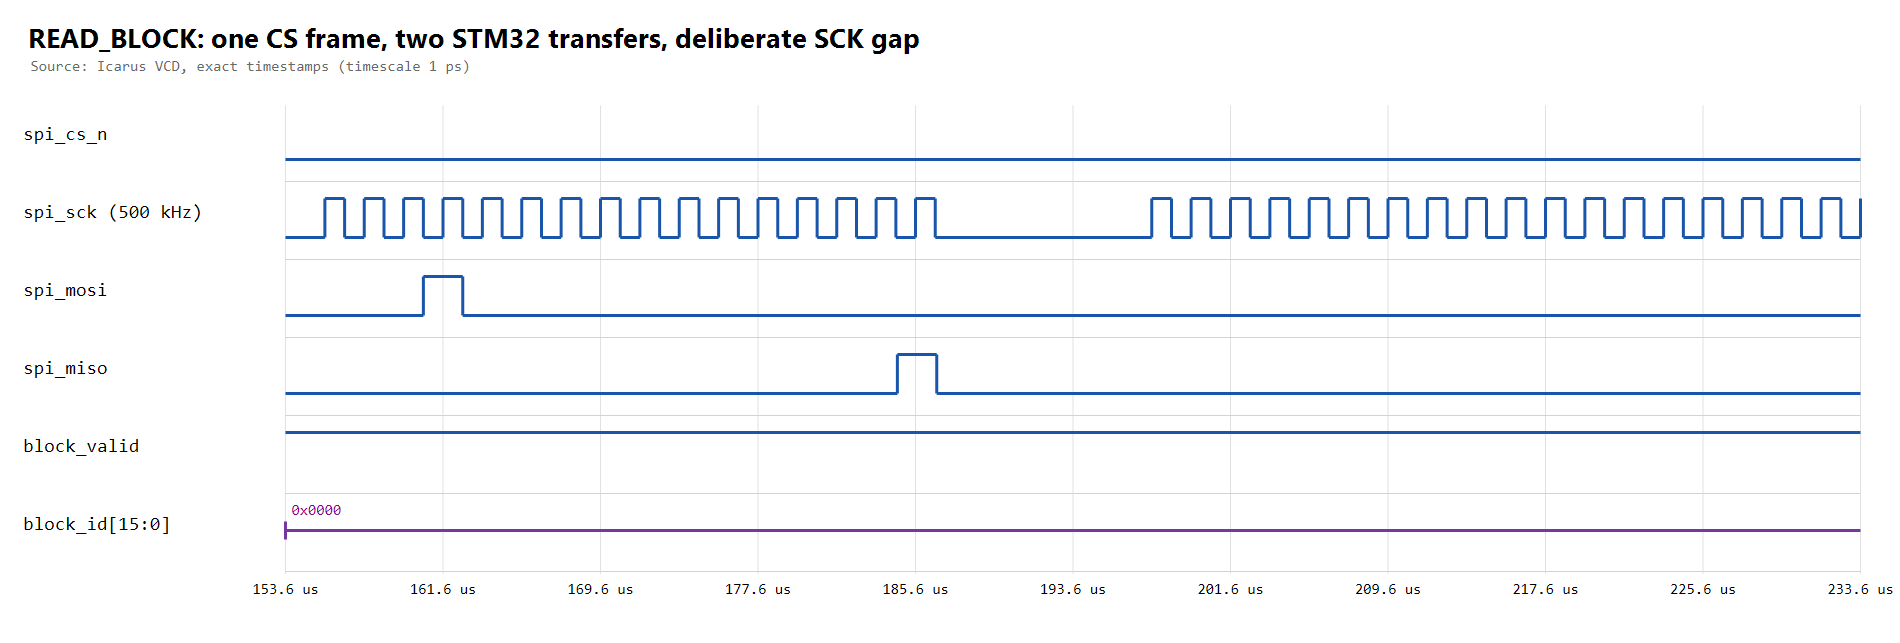 READ_BLOCK: one CS frame, two STM32 transfers, deliberate SCK gap
Source: Icarus VCD, exact timestamps (timescale 1 ps)
spi_cs_n
spi_sck (500 kHz)
spi_mosi
spi_miso
block_valid
0x0000
block_id[15:0]
153.6 us 161.6 us 169.6 us 177.6 us 185.6 us 193.6 us 201.6 us 209.6 us 217.6 us 225.6 us 233.6 us